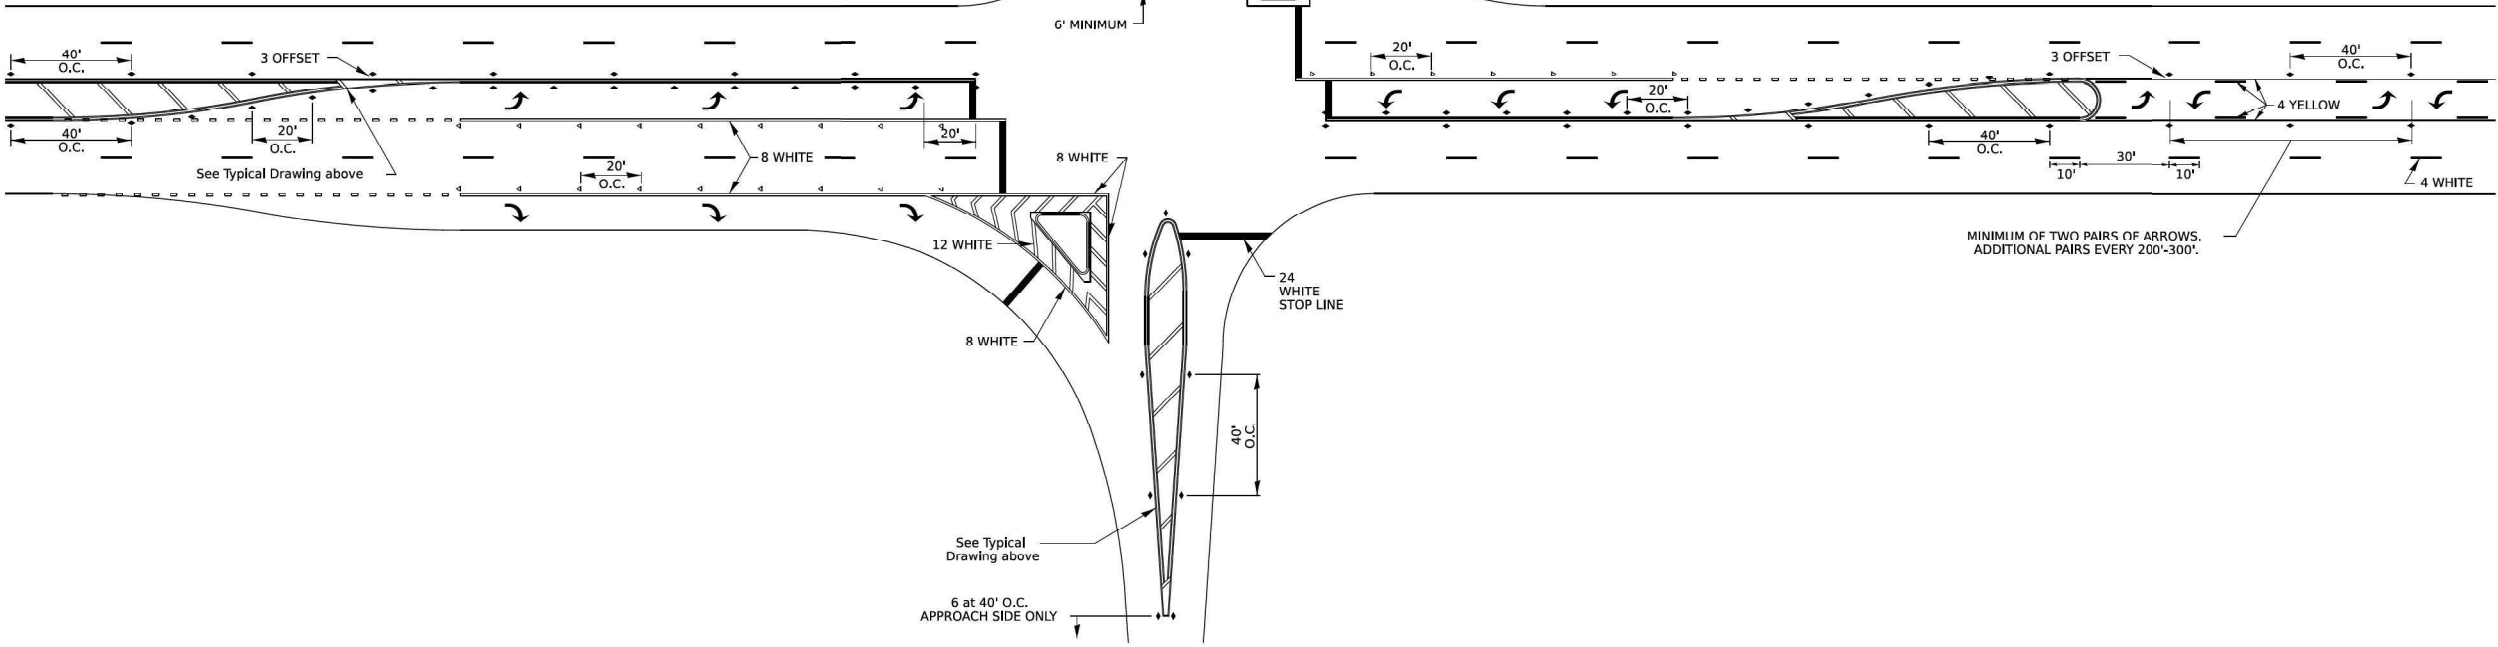 6' MINIMUM
40'
O.C.
3 OFFSET
20'
O.C.
3 OFFSET
40'
O.C.
40'
O.C.
20'
O.C.
See Typical Drawing above
20'
O.C.
8 WHITE
20'
8 WHITE
20'
O.C.
40'
O.C.
4 YELLOW
10'
30'
10'
4 WHITE
12 WHITE
8 WHITE
24
WHITE
STOP LINE
MINIMUM OF TWO PAIRS OF ARROWS.
ADDITIONAL PAIRS EVERY 200'-300'.
40'
O.C.
See Typical
Drawing above
6 at 40' O.C.
APPROACH SIDE ONLY